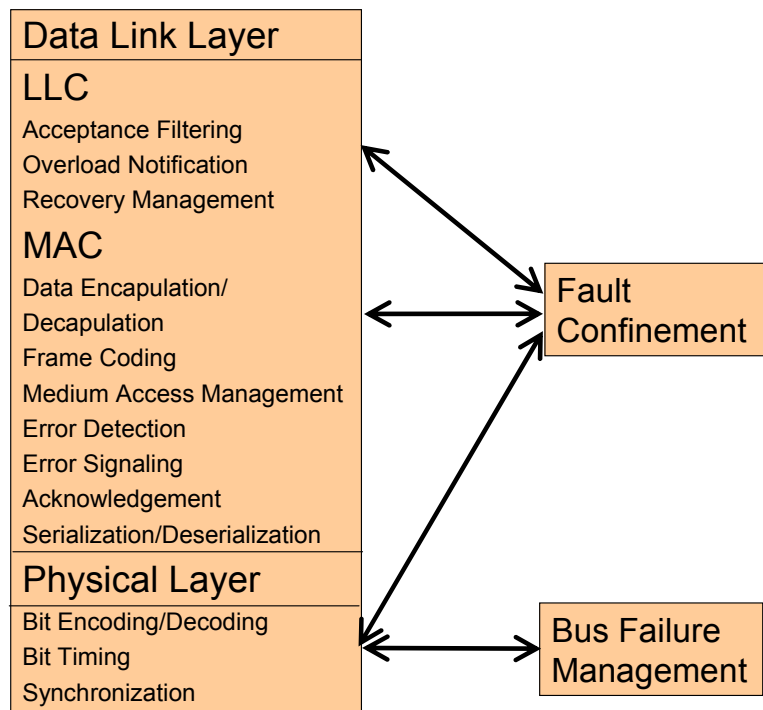 Data Link Layer
LLC
Acceptance Filtering
Overload Notification
Recovery Management
MAC
Data Encapulation/
Decapulation
Frame Coding
Medium Access Management
Error Detection
Error Signaling
Acknowledgement
Serialization/Deserialization
Physical Layer
Bit Encoding/Decoding
Bit Timing
Synchronization
Fault
Confinement
Bus Failure
Management